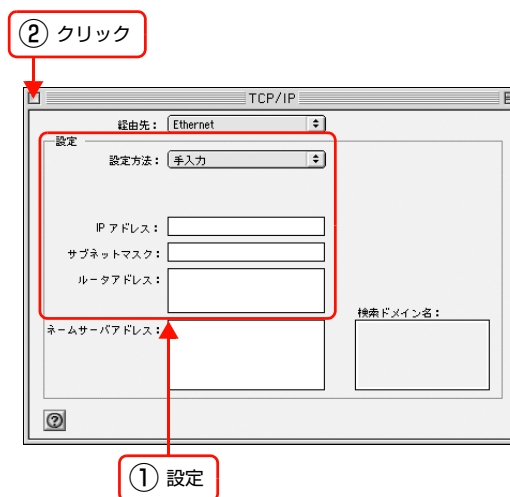 ② クリック
TCP/IP
経由先： Ethernet
設定
設定方法： 手入力
IP アドレス：
サブネットマスク：
ルータアドレス：
検索ドメイン名：
ネームサーバアドレス：
?
① 設定